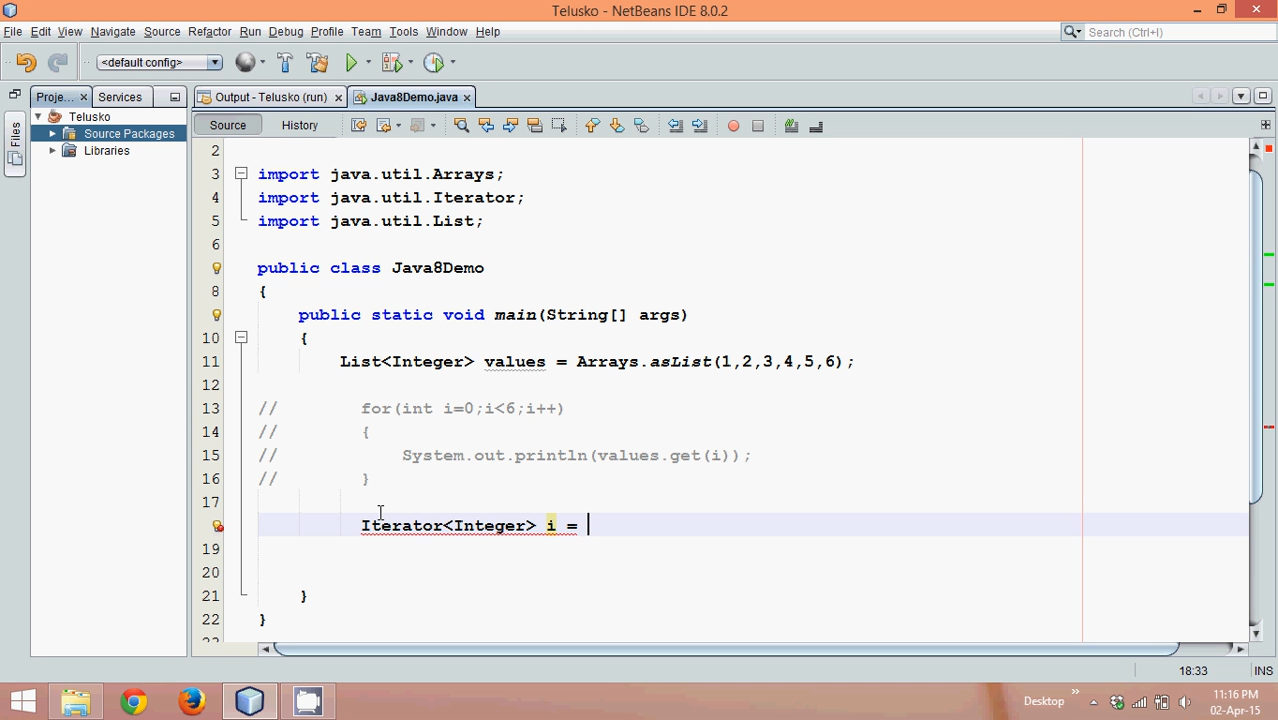 Telusko - NetBeans IDE 8.0.2
File Edit View Navigate Source Refactor Run Debug Profile Team Tools Window Help
Search (Ctrl+I)
<default config>
Proje... Services
Output - Telusko (run) Java8Demo.java
Files
Telusko
Source Packages
Libraries
Source History
2
3 import java.util.Arrays;
4 import java.util.Iterator;
5 import java.util.List;
6
public class Java8Demo
8 {
public static void main(String[] args)
10 {
11 List<Integer> values = Arrays.asList(1,2,3,4,5,6);
12
13 // for(int i=0;i<6;i++)
14 // {
15 // System.out.println(values.get(i));
16 // }
17
Iterator<Integer> i =
19
20
21 }
22 }
18:33 INS
Desktop
11:16 PM
02-Apr-15